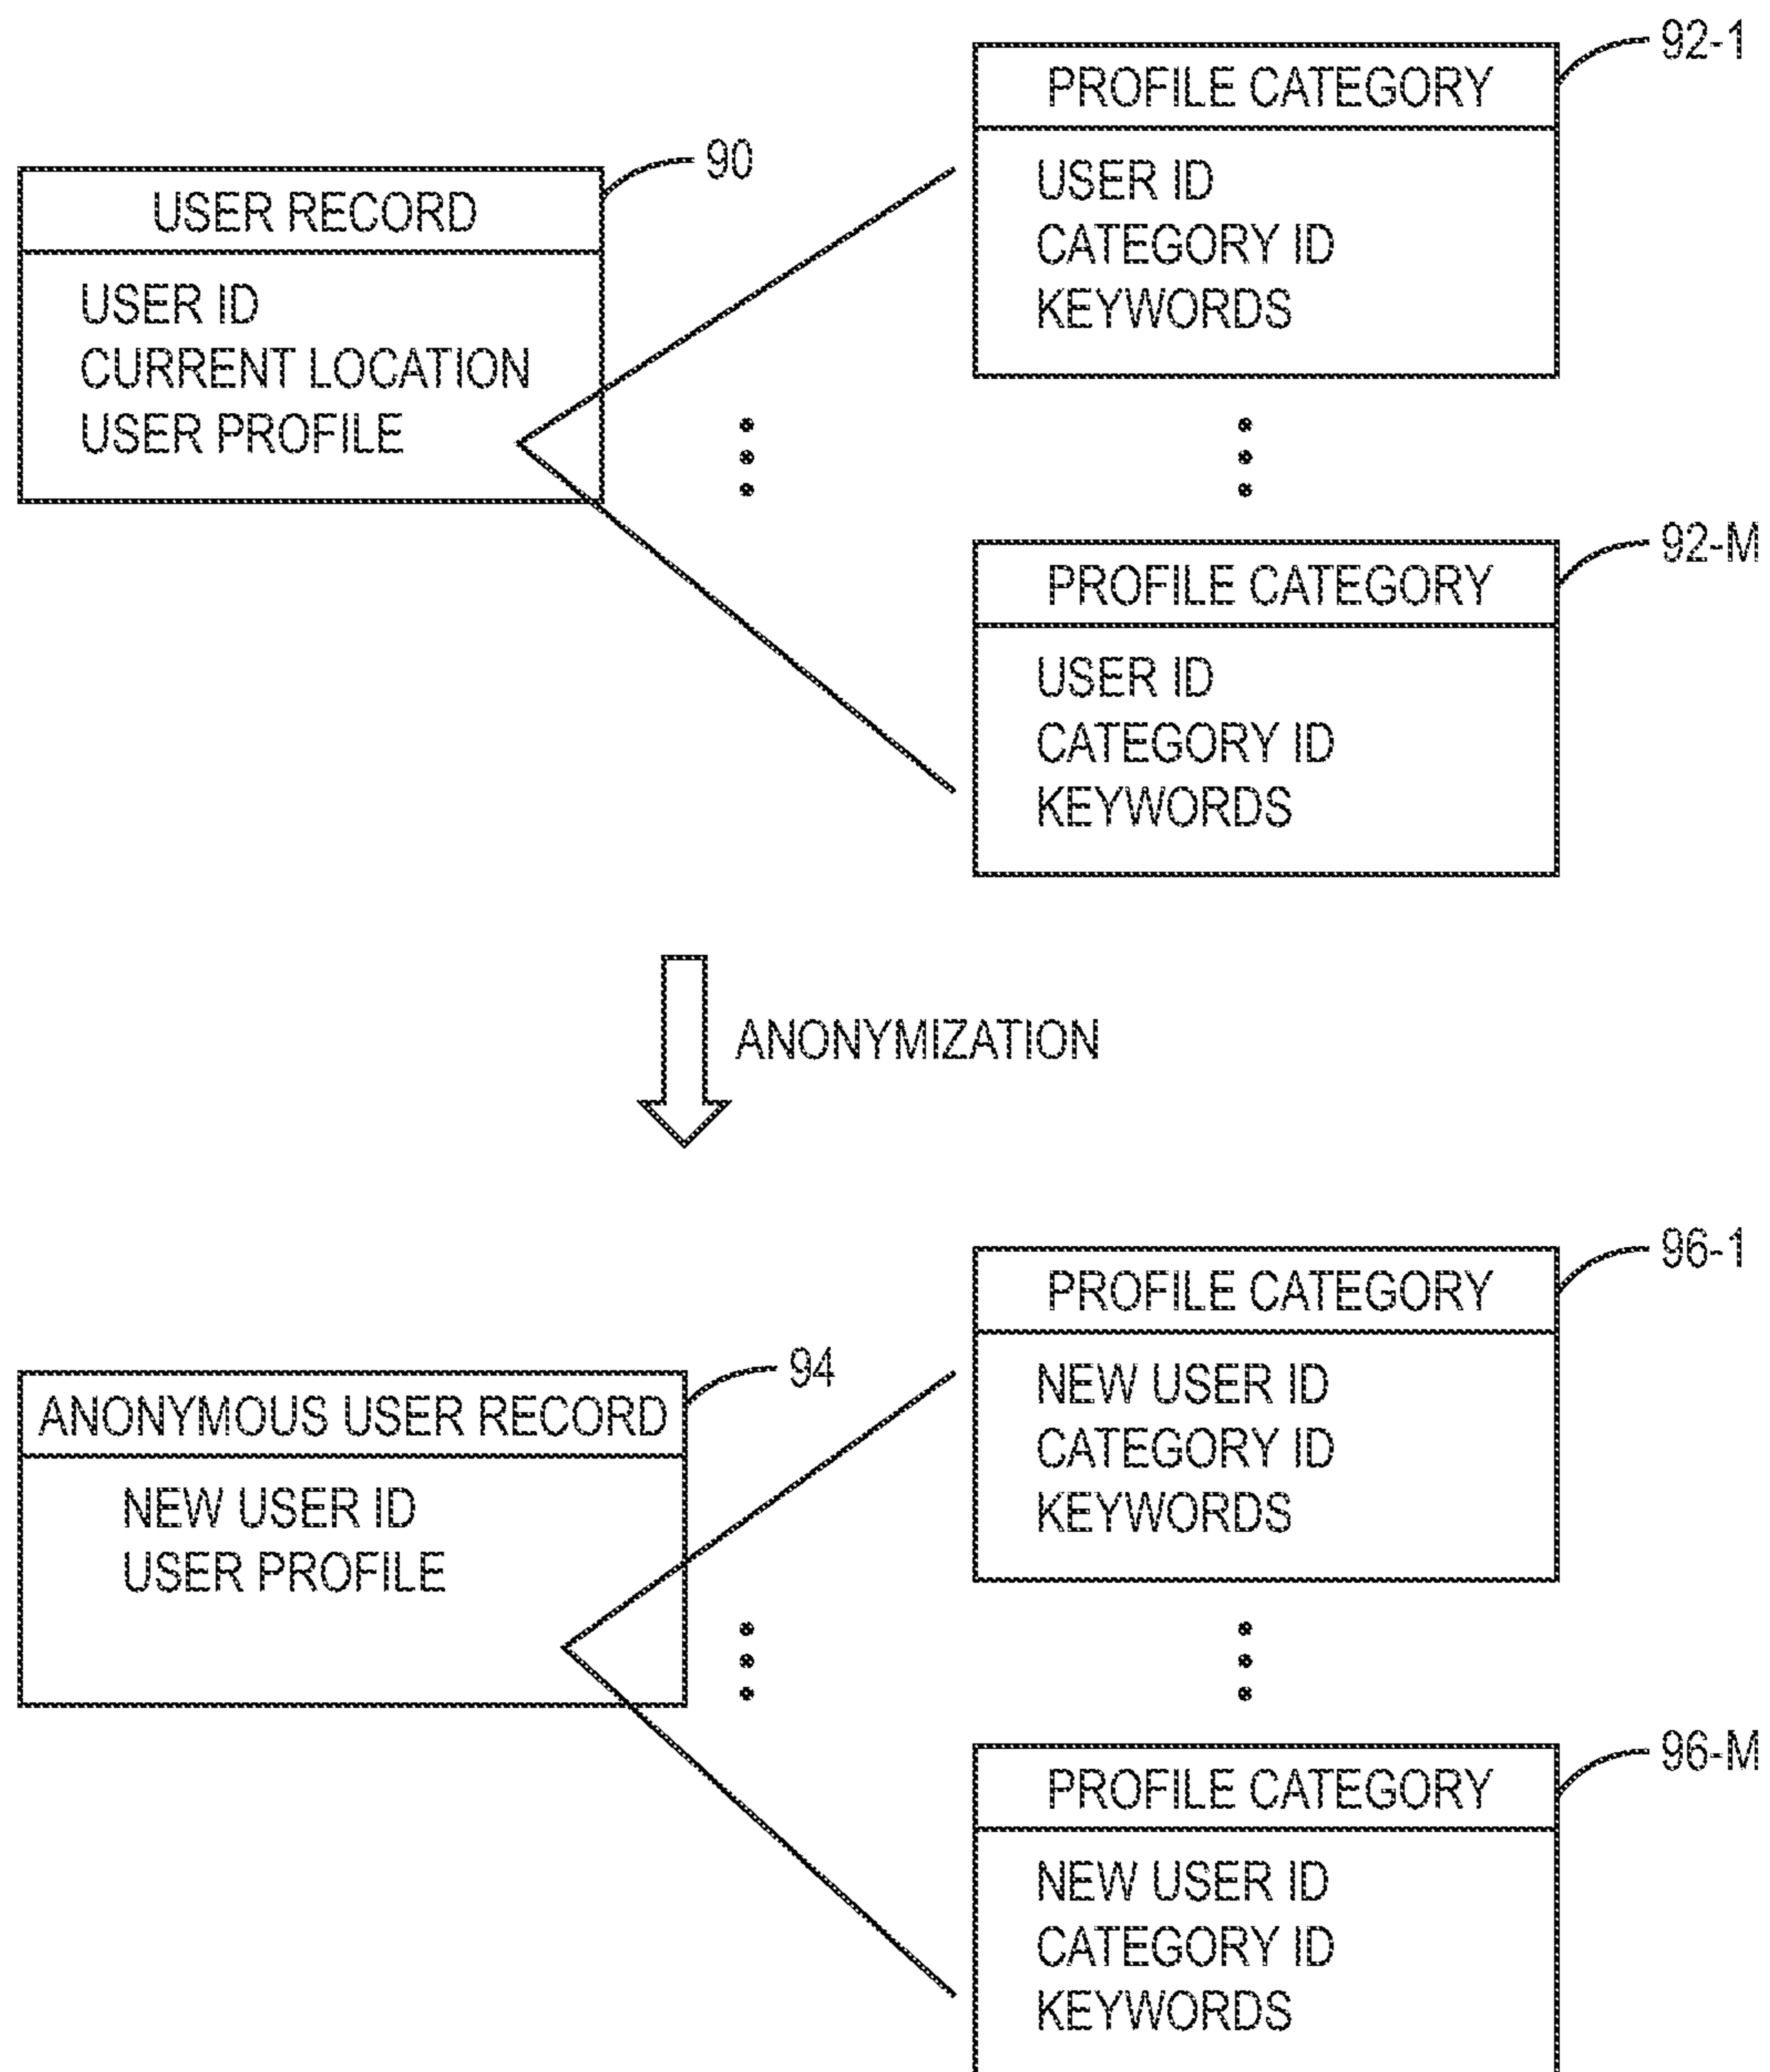 92-1
PROFILE CATEGORY
USER ID
CATEGORY ID
KEYWORDS
90
USER RECORD
USER ID
CURRENT LOCATION
USER PROFILE
92-M
PROFILE CATEGORY
USER ID
CATEGORY ID
KEYWORDS
ANONYMIZATION
96-1
PROFILE CATEGORY
NEW USER ID
CATEGORY ID
KEYWORDS
94
ANONYMOUS USER RECORD
NEW USER ID
USER PROFILE
96-M
PROFILE CATEGORY
NEW USER ID
CATEGORY ID
KEYWORDS